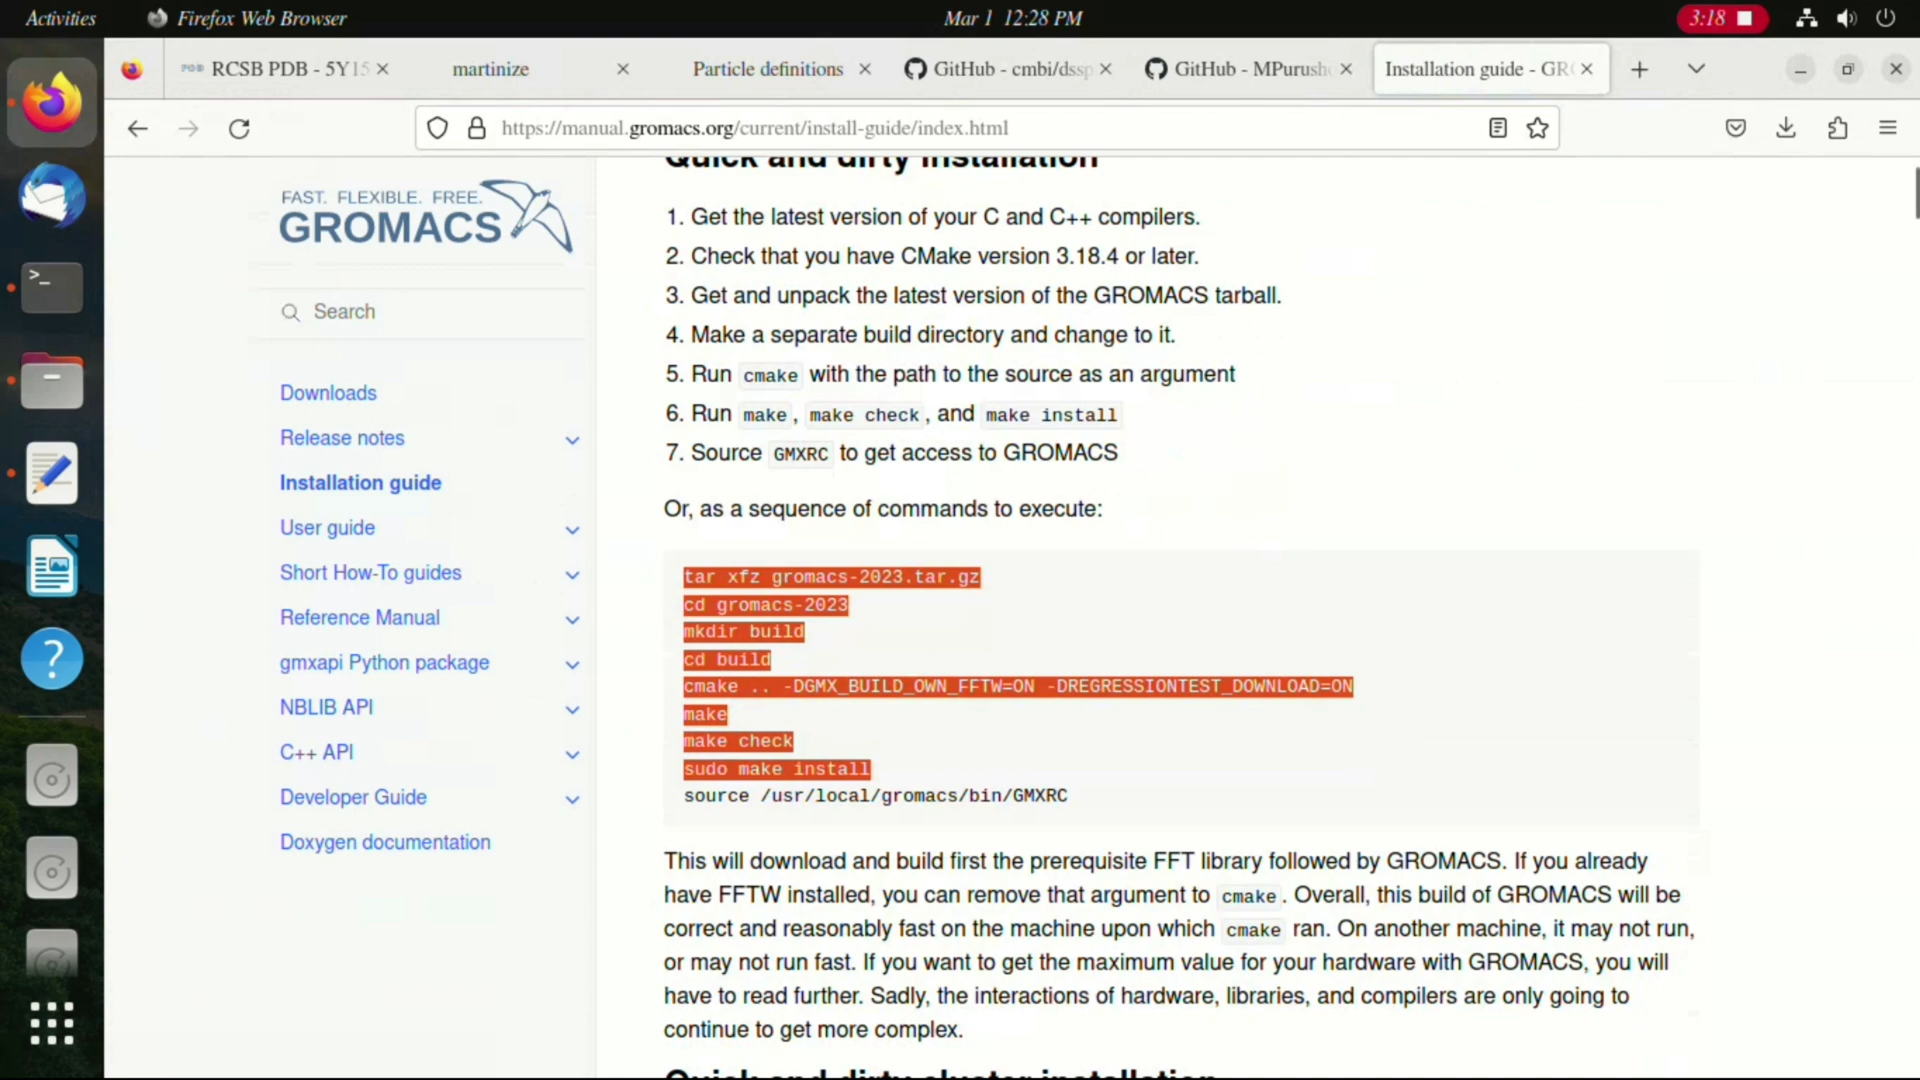 Activities Firefox Web Browser Mar 1 12:28 PM 3:18
RCSB PDB - 5Y15 martinize Particle definitions GitHub - cmbi/dssp GitHub - MPurush Installation guide - GR
https://manual.gromacs.org/current/install-guide/index.html
FAST. FLEXIBLE. FREE.
GROMACS
Search
Downloads
Release notes
Installation guide
User guide
Short How-To guides
Reference Manual
gmxapi Python package
NBLIB API
C++ API
Developer Guide
Doxygen documentation
Quick and dirty installation
1. Get the latest version of your C and C++ compilers.
2. Check that you have CMake version 3.18.4 or later.
3. Get and unpack the latest version of the GROMACS tarball.
4. Make a separate build directory and change to it.
5. Run cmake with the path to the source as an argument
6. Run make, make check, and make install
7. Source GMXRC to get access to GROMACS
Or, as a sequence of commands to execute:
tar xfz gromacs-2023.tar.gz
cd gromacs-2023
mkdir build
cd build
cmake .. -DGMX_BUILD_OWN_FFTW=ON -DREGRESSIONTEST_DOWNLOAD=ON
make
make check
sudo make install
source /usr/local/gromacs/bin/GMXRC
This will download and build first the prerequisite FFT library followed by GROMACS. If you already
have FFTW installed, you can remove that argument to cmake. Overall, this build of GROMACS will be
correct and reasonably fast on the machine upon which cmake ran. On another machine, it may not run,
or may not run fast. If you want to get the maximum value for your hardware with GROMACS, you will
have to read further. Sadly, the interactions of hardware, libraries, and compilers are only going to
continue to get more complex.
Quick and dirty cluster installation